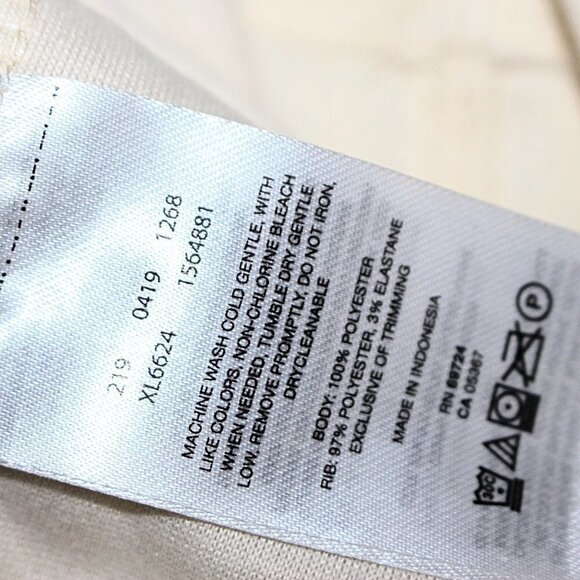 219 0419 1268
XL6624 1564881
MACHINE WASH COLD GENTLE, WITH
LIKE COLORS, NON-CHLORINE BLEACH
WHEN NEEDED, TUMBLE DRY GENTLE
LOW. REMOVE PROMPTLY, DO NOT IRON,
DRYCLEANABLE
BODY: 100% POLYESTER
RIB: 97% POLYESTER, 3% ELASTANE
EXCLUSIVE OF TRIMMING
MADE IN INDONESIA
RN 69724
CA 05367
30C P